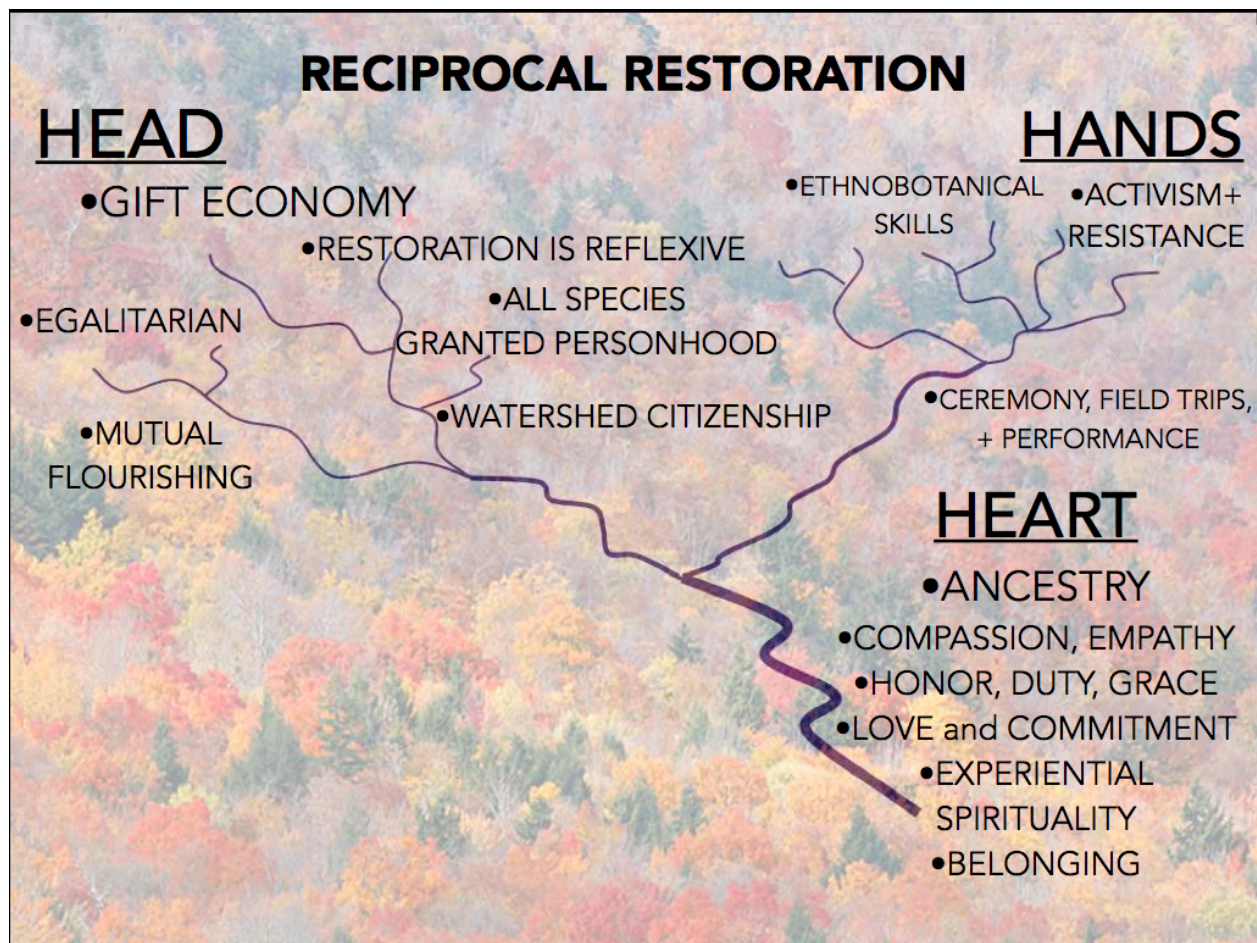 RECIPROCAL RESTORATION
HEAD
•GIFT ECONOMY
•RESTORATION IS REFLEXIVE
•EGALITARIAN
•ALL SPECIES
GRANTED PERSONHOOD
•MUTUAL
FLOURISHING
•WATERSHED CITIZENSHIP
HANDS
•ETHNOBOTANICAL
SKILLS
•ACTIVISM+
RESISTANCE
•CEREMONY, FIELD TRIPS,
+ PERFORMANCE
HEART
•ANCESTRY
•COMPASSION, EMPATHY
•HONOR, DUTY, GRACE
•LOVE and COMMITMENT
•EXPERIENTIAL
SPIRITUALITY
•BELONGING